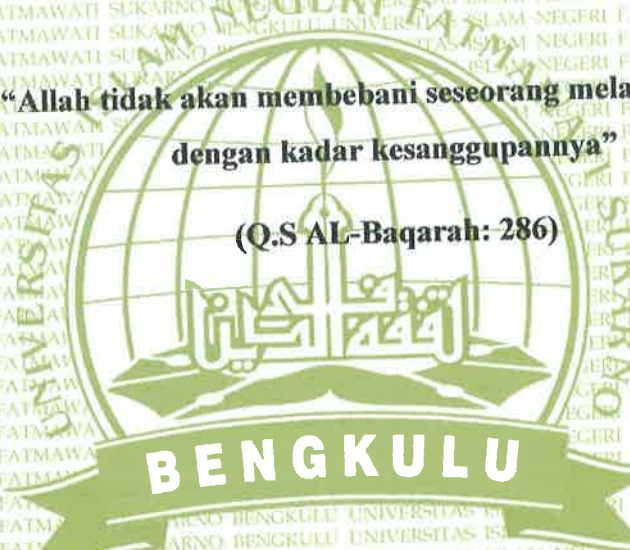 UNIVERSITAS ISLAM NEGERI FATMAWATI SUKARNO
“Allah tidak akan membebani seseorang mela
dengan kadar kesanggupannya”
(Q.S AL-Baqarah: 286)
BENGKULU